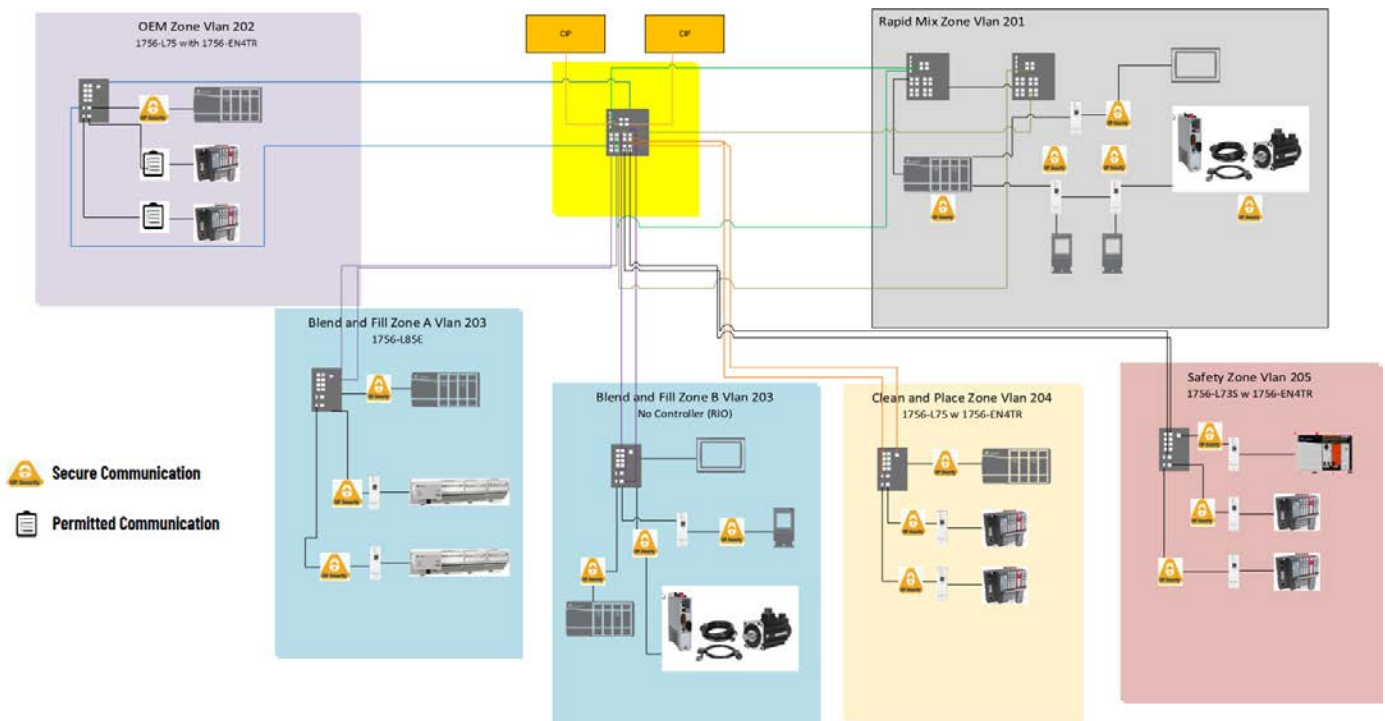 OEM Zone Vlan 202
1756-L75 with 1756-EN4TR
CIP
CIP
Rapid Mix Zone Vlan 201
Blend and Fill Zone A Vlan 203
1756-L85E
Blend and Fill Zone B Vlan 203
No Controller (RIO)
Clean and Place Zone Vlan 204
1756-L75 w 1756-EN4TR
Safety Zone Vlan 205
1756-L73S w 1756-EN4TR
CIP Security
Secure Communication
Permitted Communication